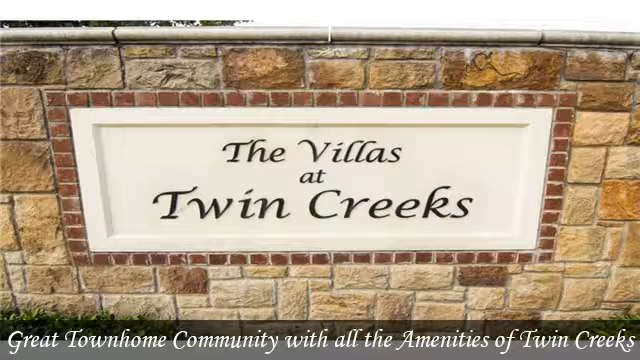 The Villas
at
Twin Creeks
Great Townhome Community with all the Amenities of Twin Creeks